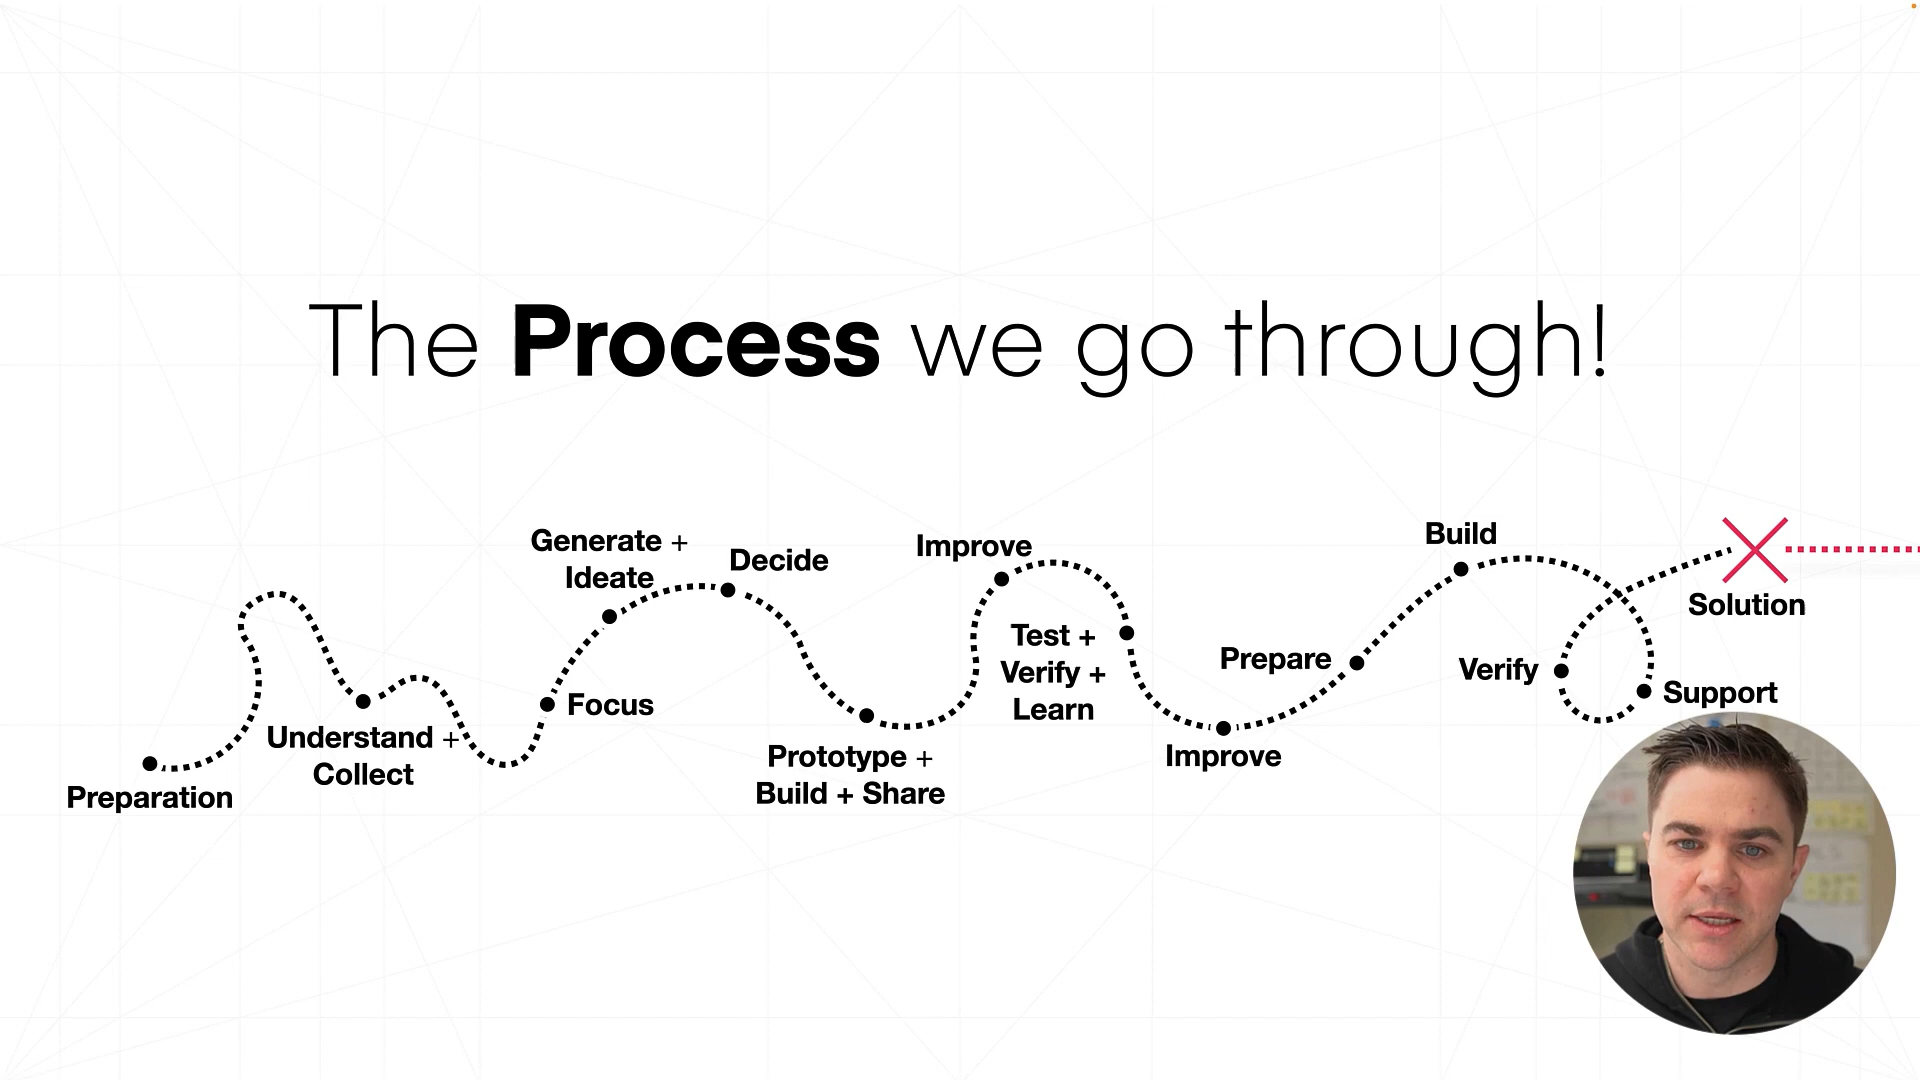 The Process we go through!
Preparation
Understand +
Collect
Focus
Generate +
Ideate
Decide
Prototype +
Build + Share
Improve
Test +
Verify +
Learn
Improve
Prepare
Build
Support
Verify
Solution